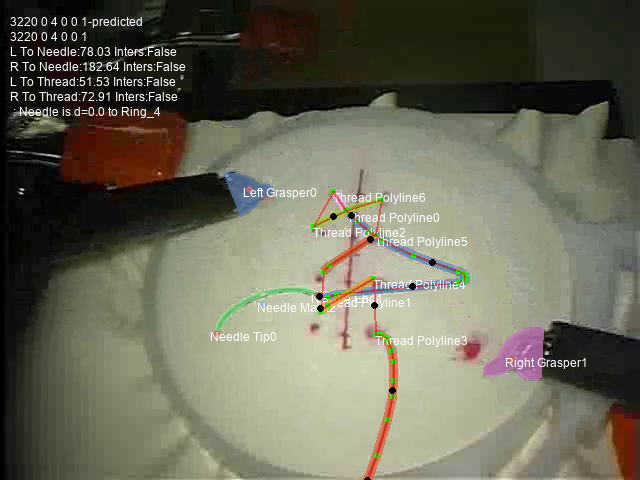 3220 0 4 0 0 1-predicted
3220 0 4 0 0 1
L To Needle:78.03 Inters:False
R To Needle:182.64 Inters:False
L To Thread:51.53 Inters:False
R To Thread:72.91 Inters:False
: Needle is d=0.0 to Ring_4
Left Grasper0
Thread Polyline6
Thread Polyline0
Thread Polyline2
Thread Polyline5
Thread Polyline4
Needle
Polyline1
Needle Tip0
Thread Polyline3
Right Grasper1